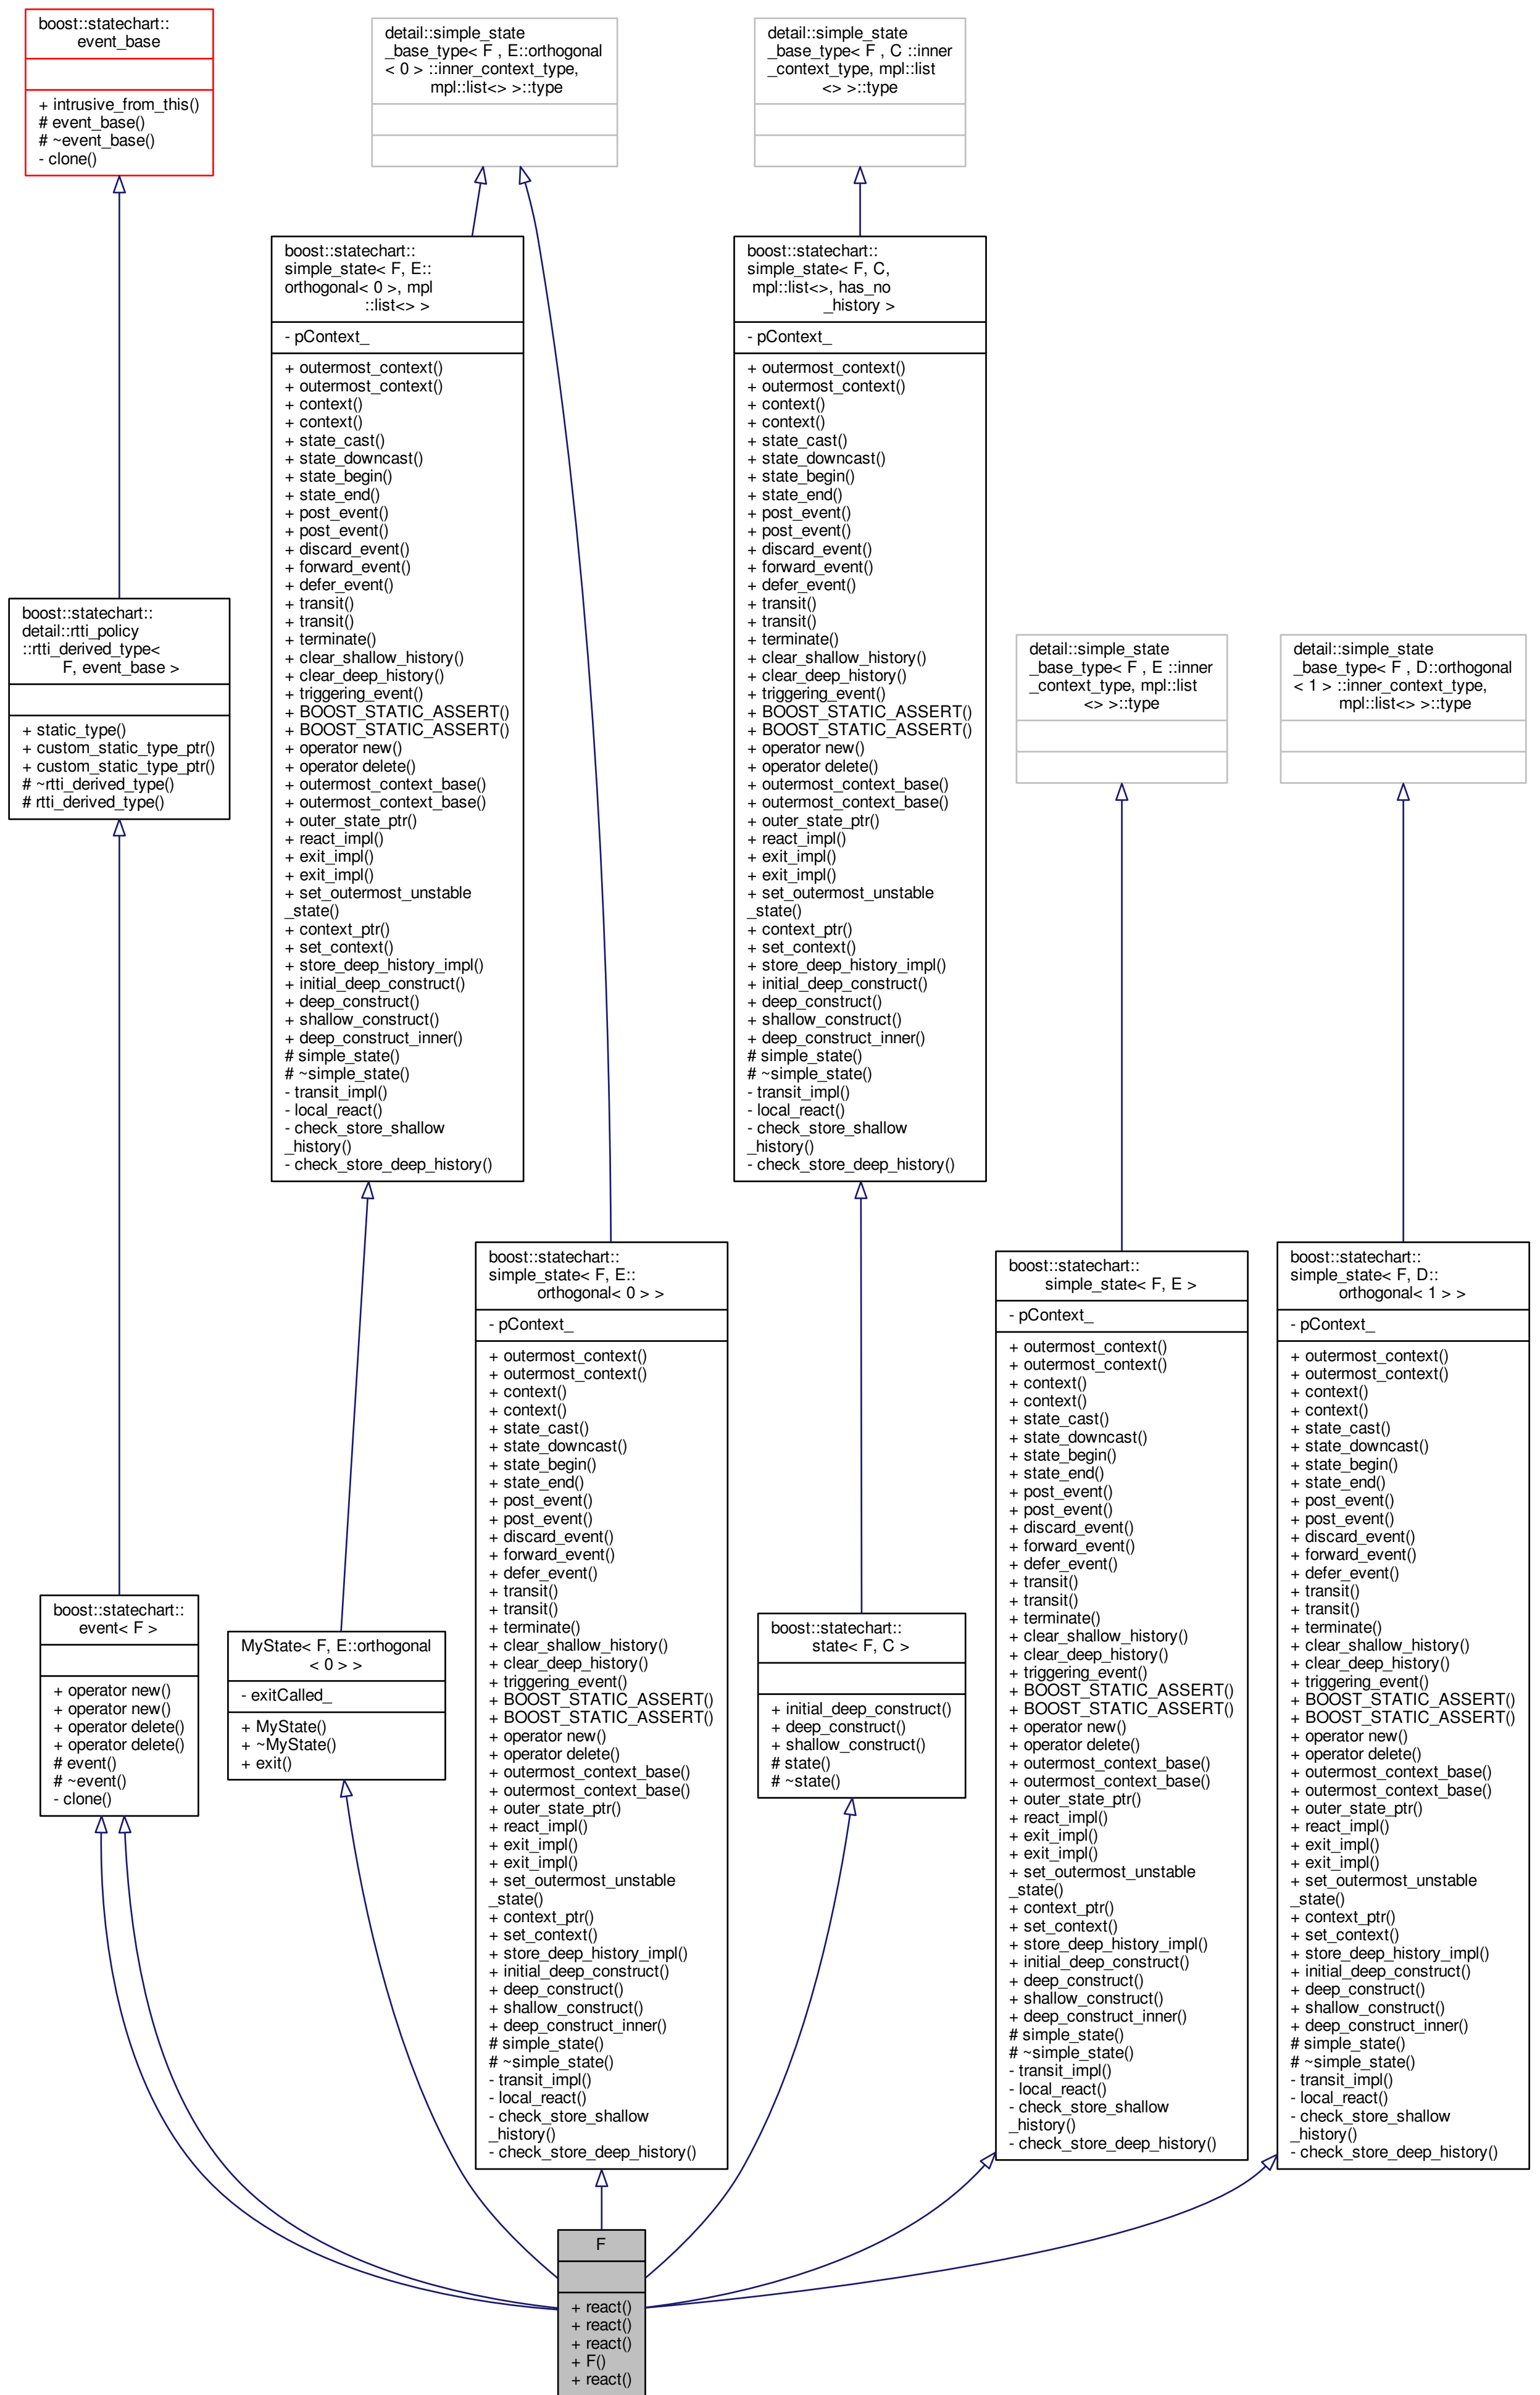 boost::statechart::
event_base
+ intrusive_from_this()
# event_base()
# ~event_base()
- clone()
detail::simple_state
_base_type< F , E::orthogonal
< 0 > ::inner_context_type,
mpl::list<> >::type
detail::simple_state
_base_type< F , C ::inner
_context_type, mpl::list
<> >::type
boost::statechart::
simple_state< F, E::
orthogonal< 0 >, mpl
::list<> >
- pContext_
+ outermost_context()
+ outermost_context()
+ context()
+ context()
+ state_cast()
+ state_downcast()
+ state_begin()
+ state_end()
+ post_event()
+ post_event()
+ discard_event()
+ forward_event()
+ defer_event()
+ transit()
+ transit()
+ terminate()
+ clear_shallow_history()
+ clear_deep_history()
+ triggering_event()
+ BOOST_STATIC_ASSERT()
+ BOOST_STATIC_ASSERT()
+ operator new()
+ operator delete()
+ outermost_context_base()
+ outermost_context_base()
+ outer_state_ptr()
+ react_impl()
+ exit_impl()
+ exit_impl()
+ set_outermost_unstable
_state()
+ context_ptr()
+ set_context()
+ store_deep_history_impl()
+ initial_deep_construct()
+ deep_construct()
+ shallow_construct()
+ deep_construct_inner()
# simple_state()
# ~simple_state()
- transit_impl()
- local_react()
- check_store_shallow
_history()
- check_store_deep_history()
boost::statechart::
simple_state< F, C,
mpl::list<>, has_no
_history >
- pContext_
+ outermost_context()
+ outermost_context()
+ context()
+ context()
+ state_cast()
+ state_downcast()
+ state_begin()
+ state_end()
+ post_event()
+ post_event()
+ discard_event()
+ forward_event()
+ defer_event()
+ transit()
+ transit()
+ terminate()
+ clear_shallow_history()
+ clear_deep_history()
+ triggering_event()
+ BOOST_STATIC_ASSERT()
+ BOOST_STATIC_ASSERT()
+ operator new()
+ operator delete()
+ outermost_context_base()
+ outermost_context_base()
+ outer_state_ptr()
+ react_impl()
+ exit_impl()
+ exit_impl()
+ set_outermost_unstable
_state()
+ context_ptr()
+ set_context()
+ store_deep_history_impl()
+ initial_deep_construct()
+ deep_construct()
+ shallow_construct()
+ deep_construct_inner()
# simple_state()
# ~simple_state()
- transit_impl()
- local_react()
- check_store_shallow
_history()
- check_store_deep_history()
boost::statechart::
detail::rtti_policy
::rtti_derived_type<
F, event_base >
+ static_type()
+ custom_static_type_ptr()
+ custom_static_type_ptr()
# ~rtti_derived_type()
# rtti_derived_type()
detail::simple_state
_base_type< F , E ::inner
_context_type, mpl::list
<> >::type
detail::simple_state
_base_type< F , D::orthogonal
< 1 > ::inner_context_type,
mpl::list<> >::type
boost::statechart::
event< F >
+ operator new()
+ operator new()
+ operator delete()
+ operator delete()
# event()
# ~event()
- clone()
MyState< F, E::orthogonal
< 0 > >
- exitCalled_
+ MyState()
+ ~MyState()
+ exit()
boost::statechart::
simple_state< F, E::
orthogonal< 0 > >
- pContext_
+ outermost_context()
+ outermost_context()
+ context()
+ context()
+ state_cast()
+ state_downcast()
+ state_begin()
+ state_end()
+ post_event()
+ post_event()
+ discard_event()
+ forward_event()
+ defer_event()
+ transit()
+ transit()
+ terminate()
+ clear_shallow_history()
+ clear_deep_history()
+ triggering_event()
+ BOOST_STATIC_ASSERT()
+ BOOST_STATIC_ASSERT()
+ operator new()
+ operator delete()
+ outermost_context_base()
+ outermost_context_base()
+ outer_state_ptr()
+ react_impl()
+ exit_impl()
+ exit_impl()
+ set_outermost_unstable
_state()
+ context_ptr()
+ set_context()
+ store_deep_history_impl()
+ initial_deep_construct()
+ deep_construct()
+ shallow_construct()
+ deep_construct_inner()
# simple_state()
# ~simple_state()
- transit_impl()
- local_react()
- check_store_shallow
_history()
- check_store_deep_history()
boost::statechart::
state< F, C >
+ initial_deep_construct()
+ deep_construct()
+ shallow_construct()
# state()
# ~state()
boost::statechart::
simple_state< F, E >
- pContext_
+ outermost_context()
+ outermost_context()
+ context()
+ context()
+ state_cast()
+ state_downcast()
+ state_begin()
+ state_end()
+ post_event()
+ post_event()
+ discard_event()
+ forward_event()
+ defer_event()
+ transit()
+ transit()
+ terminate()
+ clear_shallow_history()
+ clear_deep_history()
+ triggering_event()
+ BOOST_STATIC_ASSERT()
+ BOOST_STATIC_ASSERT()
+ operator new()
+ operator delete()
+ outermost_context_base()
+ outermost_context_base()
+ outer_state_ptr()
+ react_impl()
+ exit_impl()
+ exit_impl()
+ set_outermost_unstable
_state()
+ context_ptr()
+ set_context()
+ store_deep_history_impl()
+ initial_deep_construct()
+ deep_construct()
+ shallow_construct()
+ deep_construct_inner()
# simple_state()
# ~simple_state()
- transit_impl()
- local_react()
- check_store_shallow
_history()
- check_store_deep_history()
boost::statechart::
simple_state< F, D::
orthogonal< 1 > >
- pContext_
+ outermost_context()
+ outermost_context()
+ context()
+ context()
+ state_cast()
+ state_downcast()
+ state_begin()
+ state_end()
+ post_event()
+ post_event()
+ discard_event()
+ forward_event()
+ defer_event()
+ transit()
+ transit()
+ terminate()
+ clear_shallow_history()
+ clear_deep_history()
+ triggering_event()
+ BOOST_STATIC_ASSERT()
+ BOOST_STATIC_ASSERT()
+ operator new()
+ operator delete()
+ outermost_context_base()
+ outermost_context_base()
+ outer_state_ptr()
+ react_impl()
+ exit_impl()
+ exit_impl()
+ set_outermost_unstable
_state()
+ context_ptr()
+ set_context()
+ store_deep_history_impl()
+ initial_deep_construct()
+ deep_construct()
+ shallow_construct()
+ deep_construct_inner()
# simple_state()
# ~simple_state()
- transit_impl()
- local_react()
- check_store_shallow
_history()
- check_store_deep_history()
F
+ react()
+ react()
+ react()
+ F()
+ react()